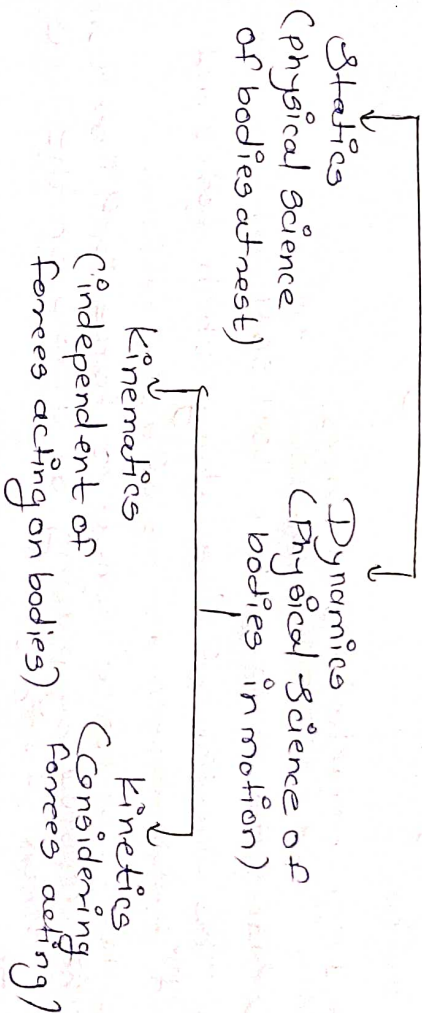 Statics
(physical science
of bodies at rest)
Dynamics
(Physical science of
bodies in motion)
Kinematics
(independent of
forces acting on bodies)
Kinetics
(Considering
forces acting)